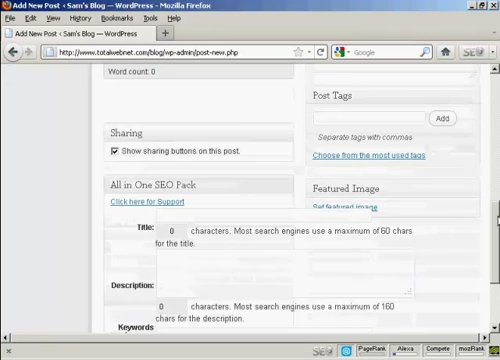 Add New Post ‹ Sam's Blog — WordPress - Mozilla Firefox
File Edit View History Bookmarks Tools Help
Add New Post ‹ Sam's Blog — WordPress
http://www.totalwebnet.com/blog/wp-admin/post-new.php
Google
SEO
Word count: 0
Post Tags
Add
Separate tags with commas
Choose from the most used tags
Sharing
Show sharing buttons on this post.
All in One SEO Pack
Click here for Support
Featured Image
Set featured image
Title:
0 characters. Most search engines use a maximum of 60 chars
for the title.
Description:
0 characters. Most search engines use a maximum of 160
chars for the description.
Keywords
SEO PageRank Alexa Compete mozRank